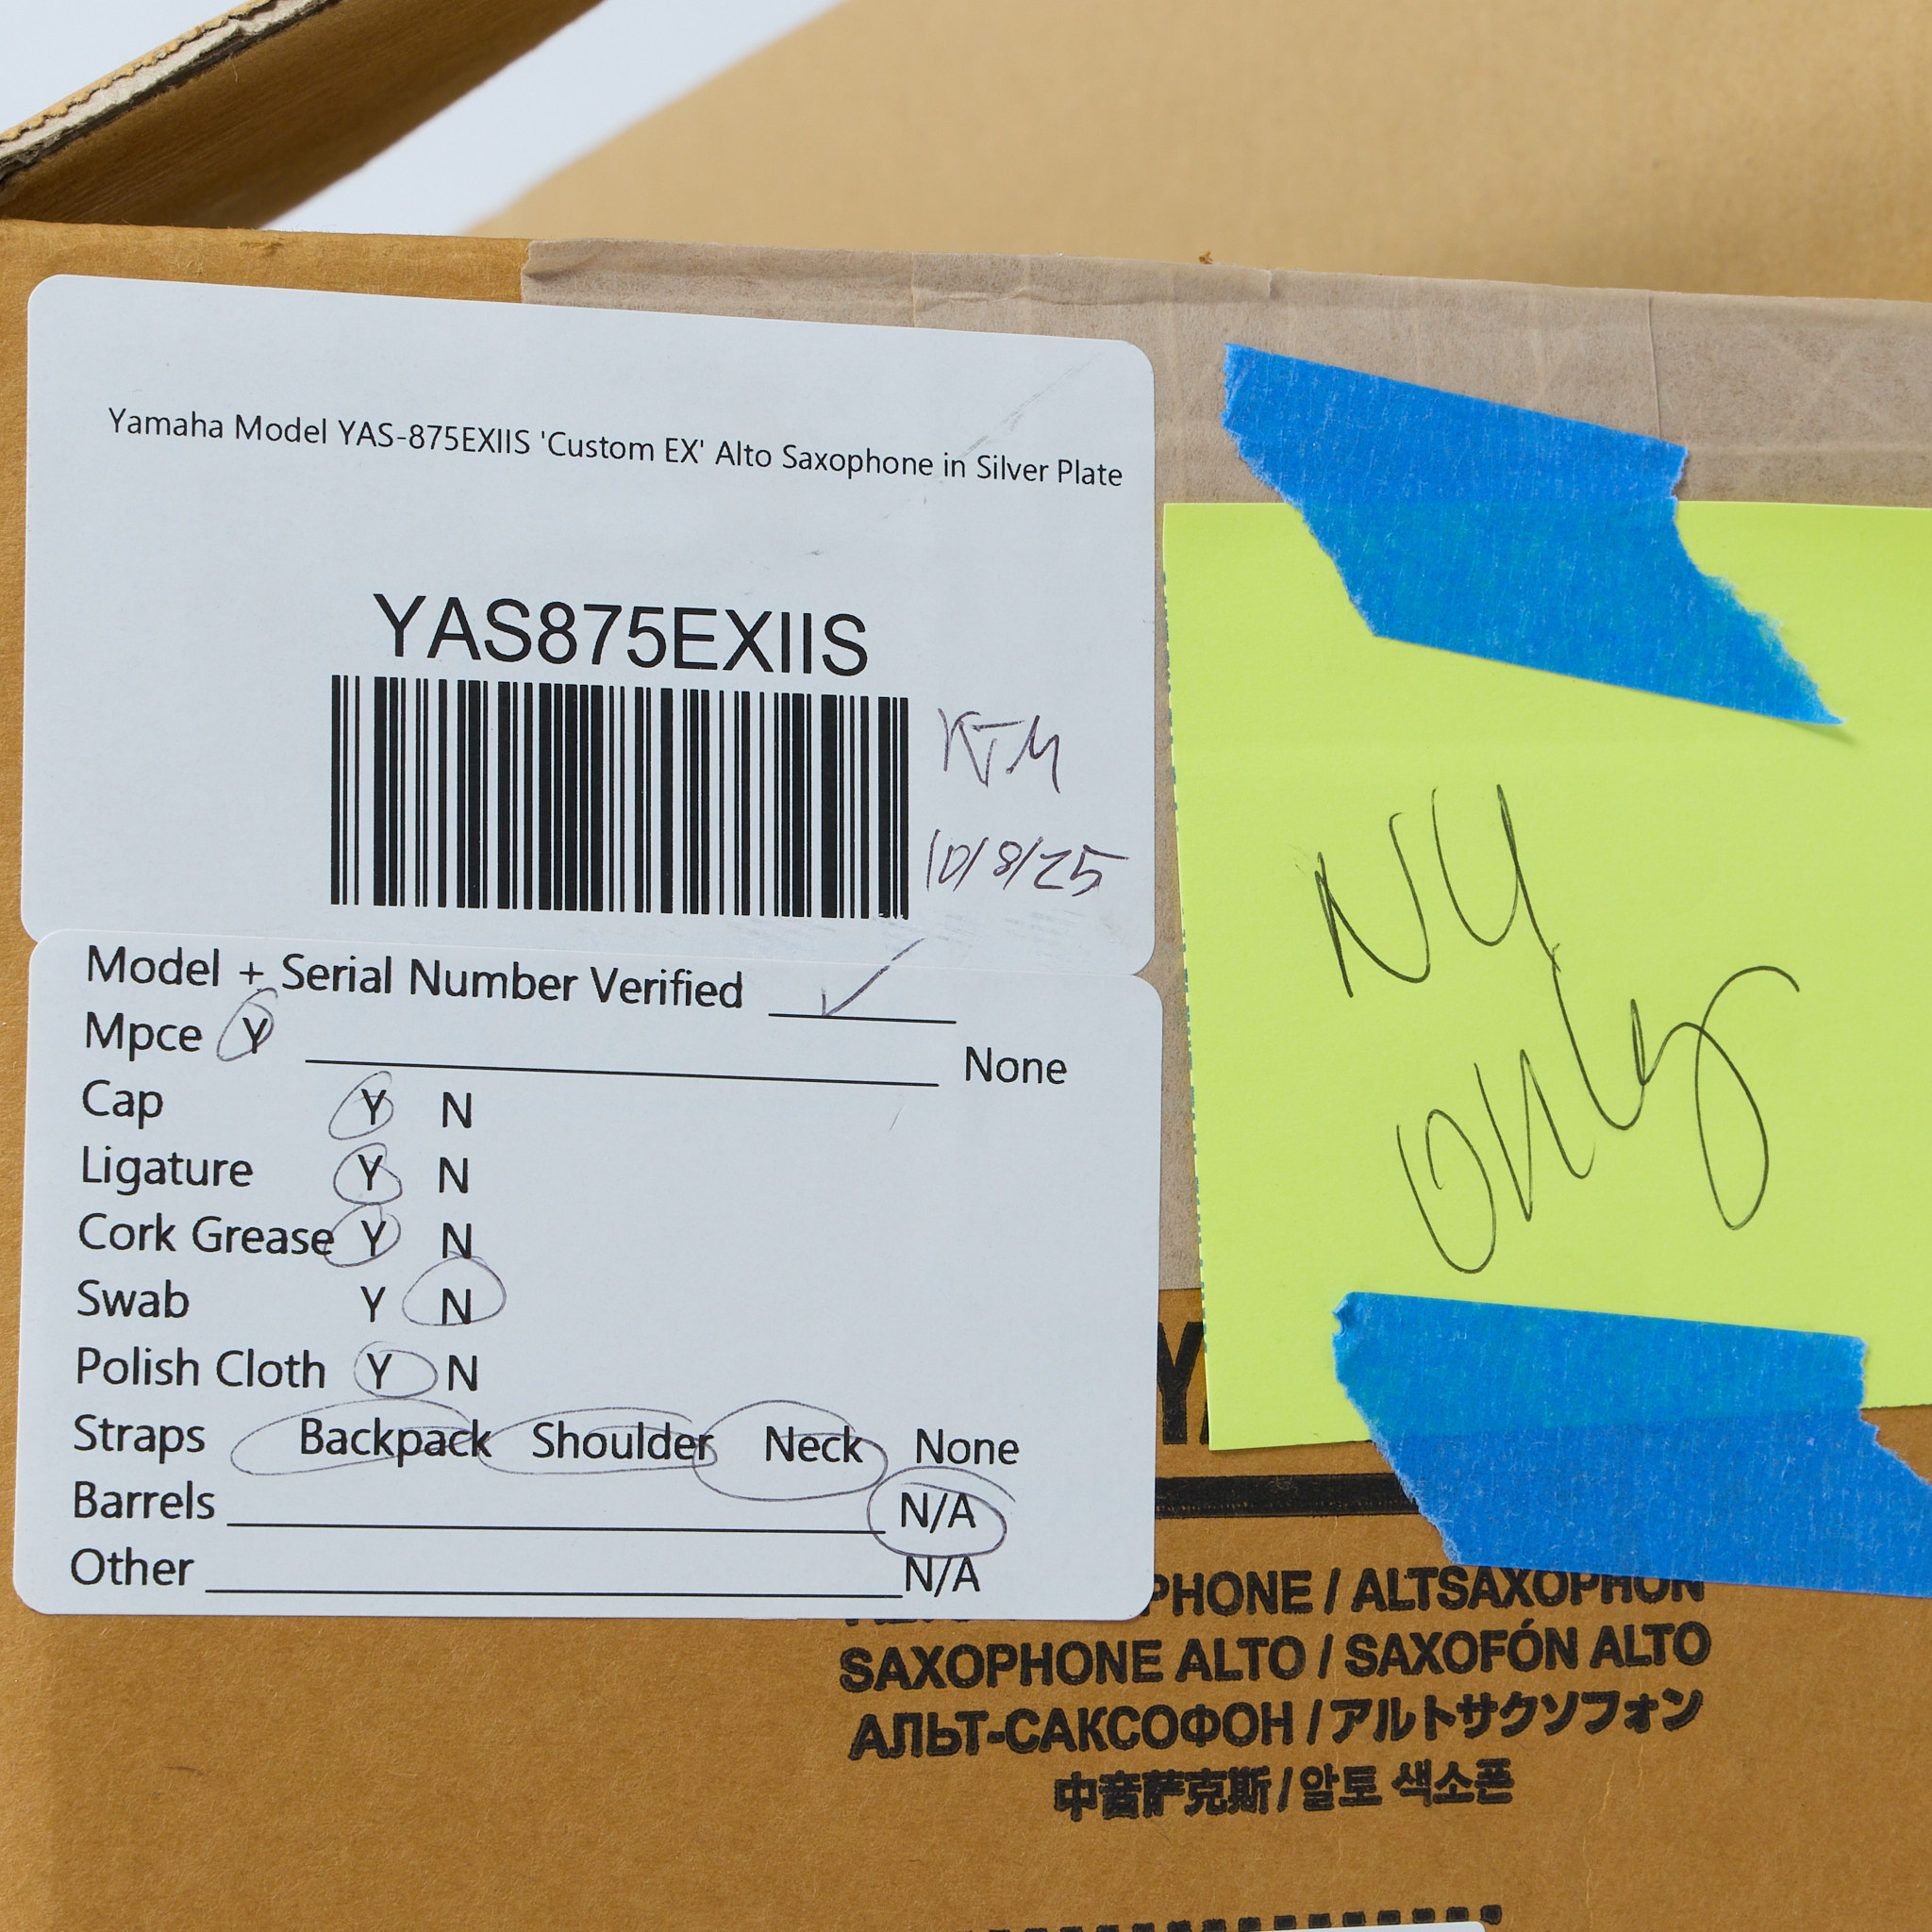 Yamaha Model YAS-875EXIIS 'Custom EX' Alto Saxophone in Silver Plate
YAS875EXIIS
KTM
10/8/25
Model + Serial Number Verified ✓
Mpce Y None
Cap Y N
Ligature Y N
Cork Grease Y N
Swab Y N
Polish Cloth Y N
Straps Backpack Shoulder Neck None
Barrels N/A
Other N/A
NY
only
PHONE / ALTSAXOPHON
SAXOPHONE ALTO / SAXOFÓN ALTO
АЛЬТ-САКСОФОН / アルトサクソフォン
中音萨克斯 / 알토 색소폰